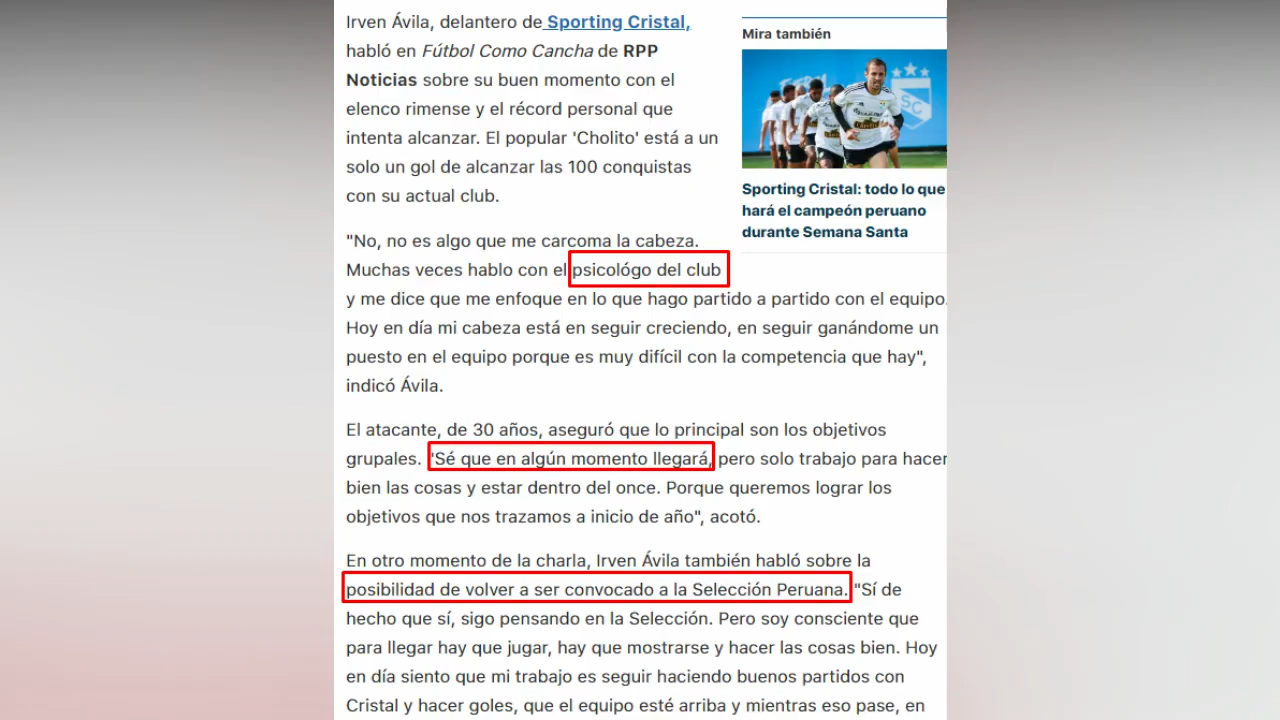 Irven Ávila, delantero de Sporting Cristal,
habló en Fútbol Como Cancha de RPP
Noticias sobre su buen momento con el
elenco rimense y el récord personal que
intenta alcanzar. El popular 'Cholito' está a un
solo un gol de alcanzar las 100 conquistas
con su actual club.
Mira también
SC
Sporting Cristal: todo lo que
hará el campeón peruano
durante Semana Santa
"No, no es algo que me carcoma la cabeza.
Muchas veces hablo con el psicológo del club
y me dice que me enfoque en lo que hago partido a partido con el equipo.
Hoy en día mi cabeza está en seguir creciendo, en seguir ganándome un
puesto en el equipo porque es muy difícil con la competencia que hay",
indicó Ávila.
El atacante, de 30 años, aseguró que lo principal son los objetivos
grupales. "Sé que en algún momento llegará, pero solo trabajo para hacer
bien las cosas y estar dentro del once. Porque queremos lograr los
objetivos que nos trazamos a inicio de año", acotó.
En otro momento de la charla, Irven Ávila también habló sobre la
posibilidad de volver a ser convocado a la Selección Peruana. "Sí de
hecho que sí, sigo pensando en la Selección. Pero soy consciente que
para llegar hay que jugar, hay que mostrarse y hacer las cosas bien. Hoy
en día siento que mi trabajo es seguir haciendo buenos partidos con
Cristal y hacer goles, que el equipo esté arriba y mientras eso pase, en